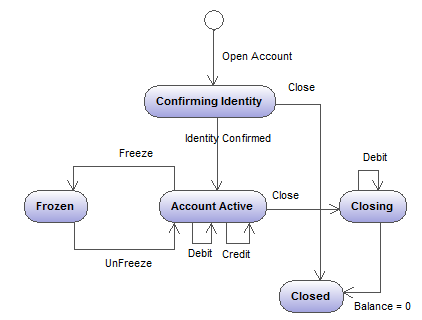 Open Account
Close
Confirming Identity
Identity Confirmed
Freeze
Debit
Close
Frozen
Account Active
Closing
Debit
Credit
UnFreeze
Closed
Balance = 0